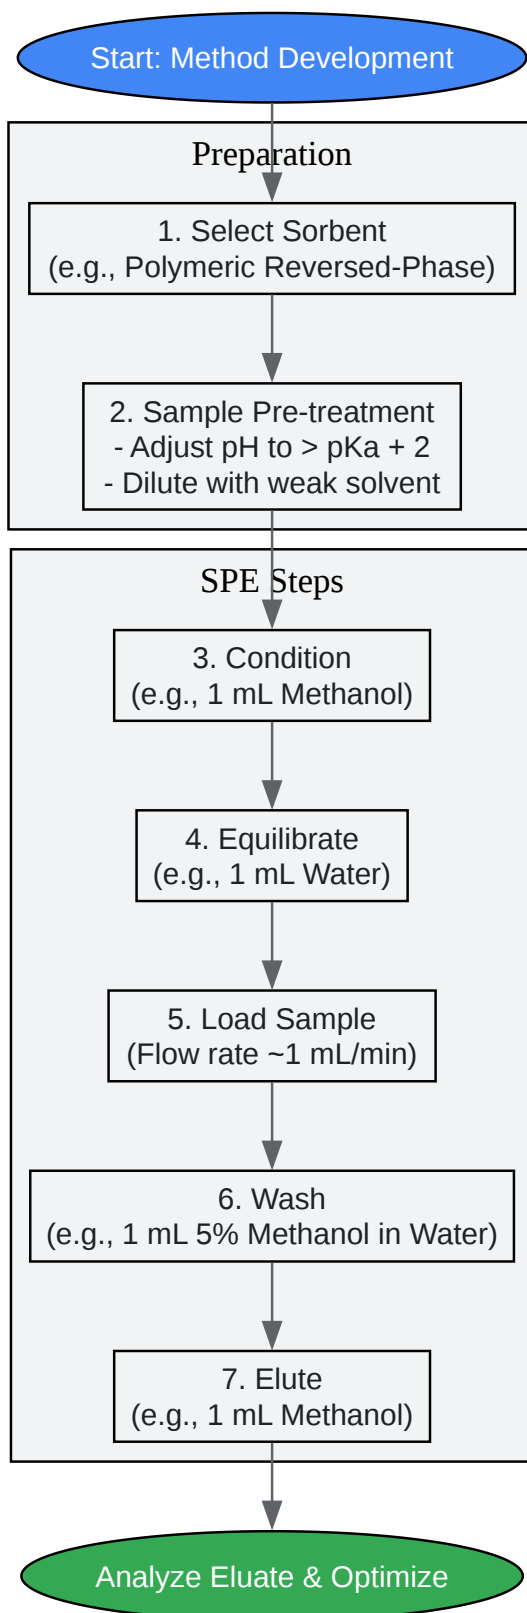 Start: Method Development
Preparation
1. Select Sorbent
(e.g., Polymeric Reversed-Phase)
2. Sample Pre-treatment
- Adjust pH to > pKa + 2
- Dilute with weak solvent
SPE Steps
3. Condition
(e.g., 1 mL Methanol)
4. Equilibrate
(e.g., 1 mL Water)
5. Load Sample
(Flow rate ~1 mL/min)
6. Wash
(e.g., 1 mL 5% Methanol in Water)
7. Elute
(e.g., 1 mL Methanol)
Analyze Eluate & Optimize